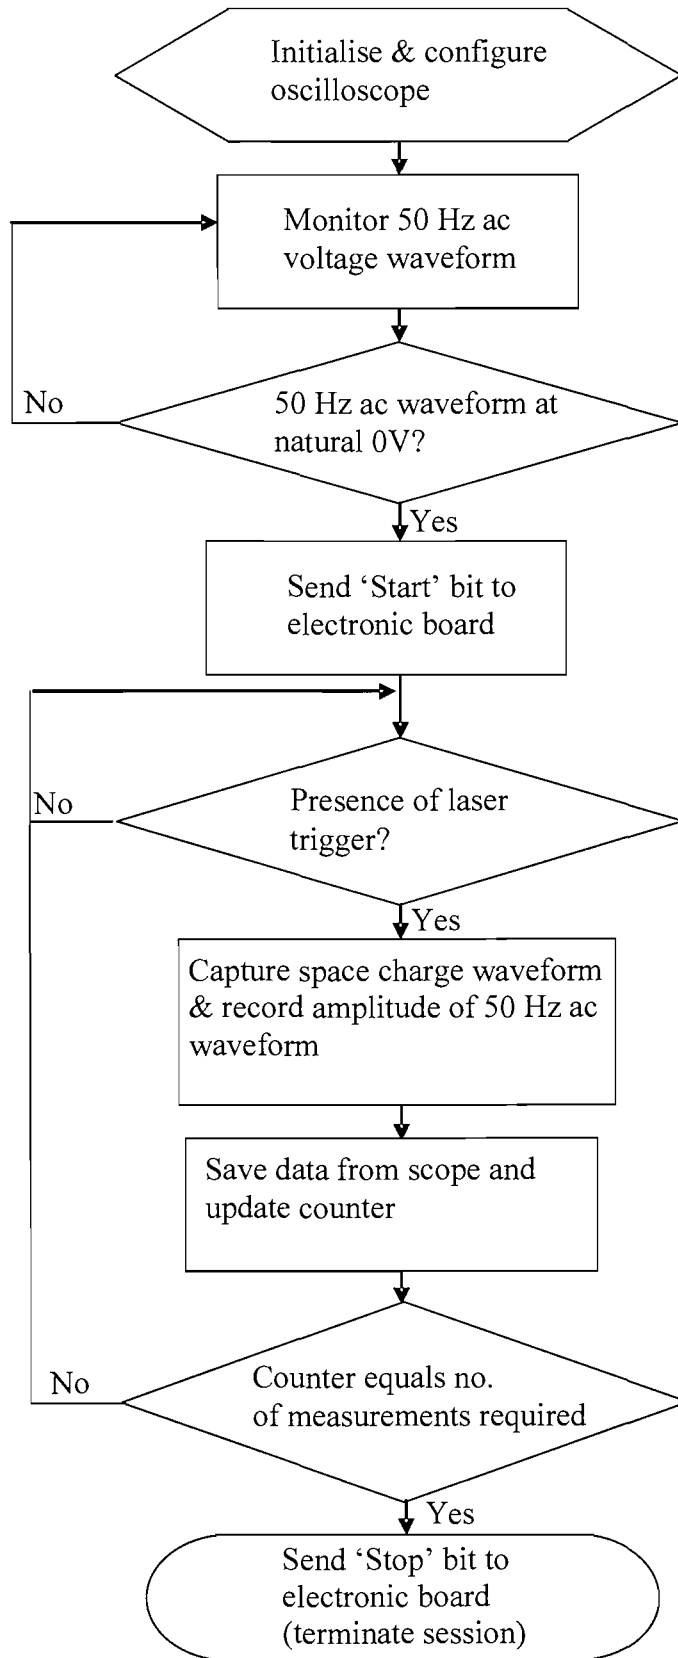 Initialise & configure
oscilloscope
Monitor 50 Hz ac
voltage waveform
No
50 Hz ac waveform at
natural 0V?
Yes
Send ‘Start’ bit to
electronic board
No
Presence of laser
trigger?
Yes
Capture space charge waveform
& record amplitude of 50 Hz ac
waveform
Save data from scope and
update counter
No
Counter equals no.
of measurements required
Yes
Send ‘Stop’ bit to
electronic board
(terminate session)